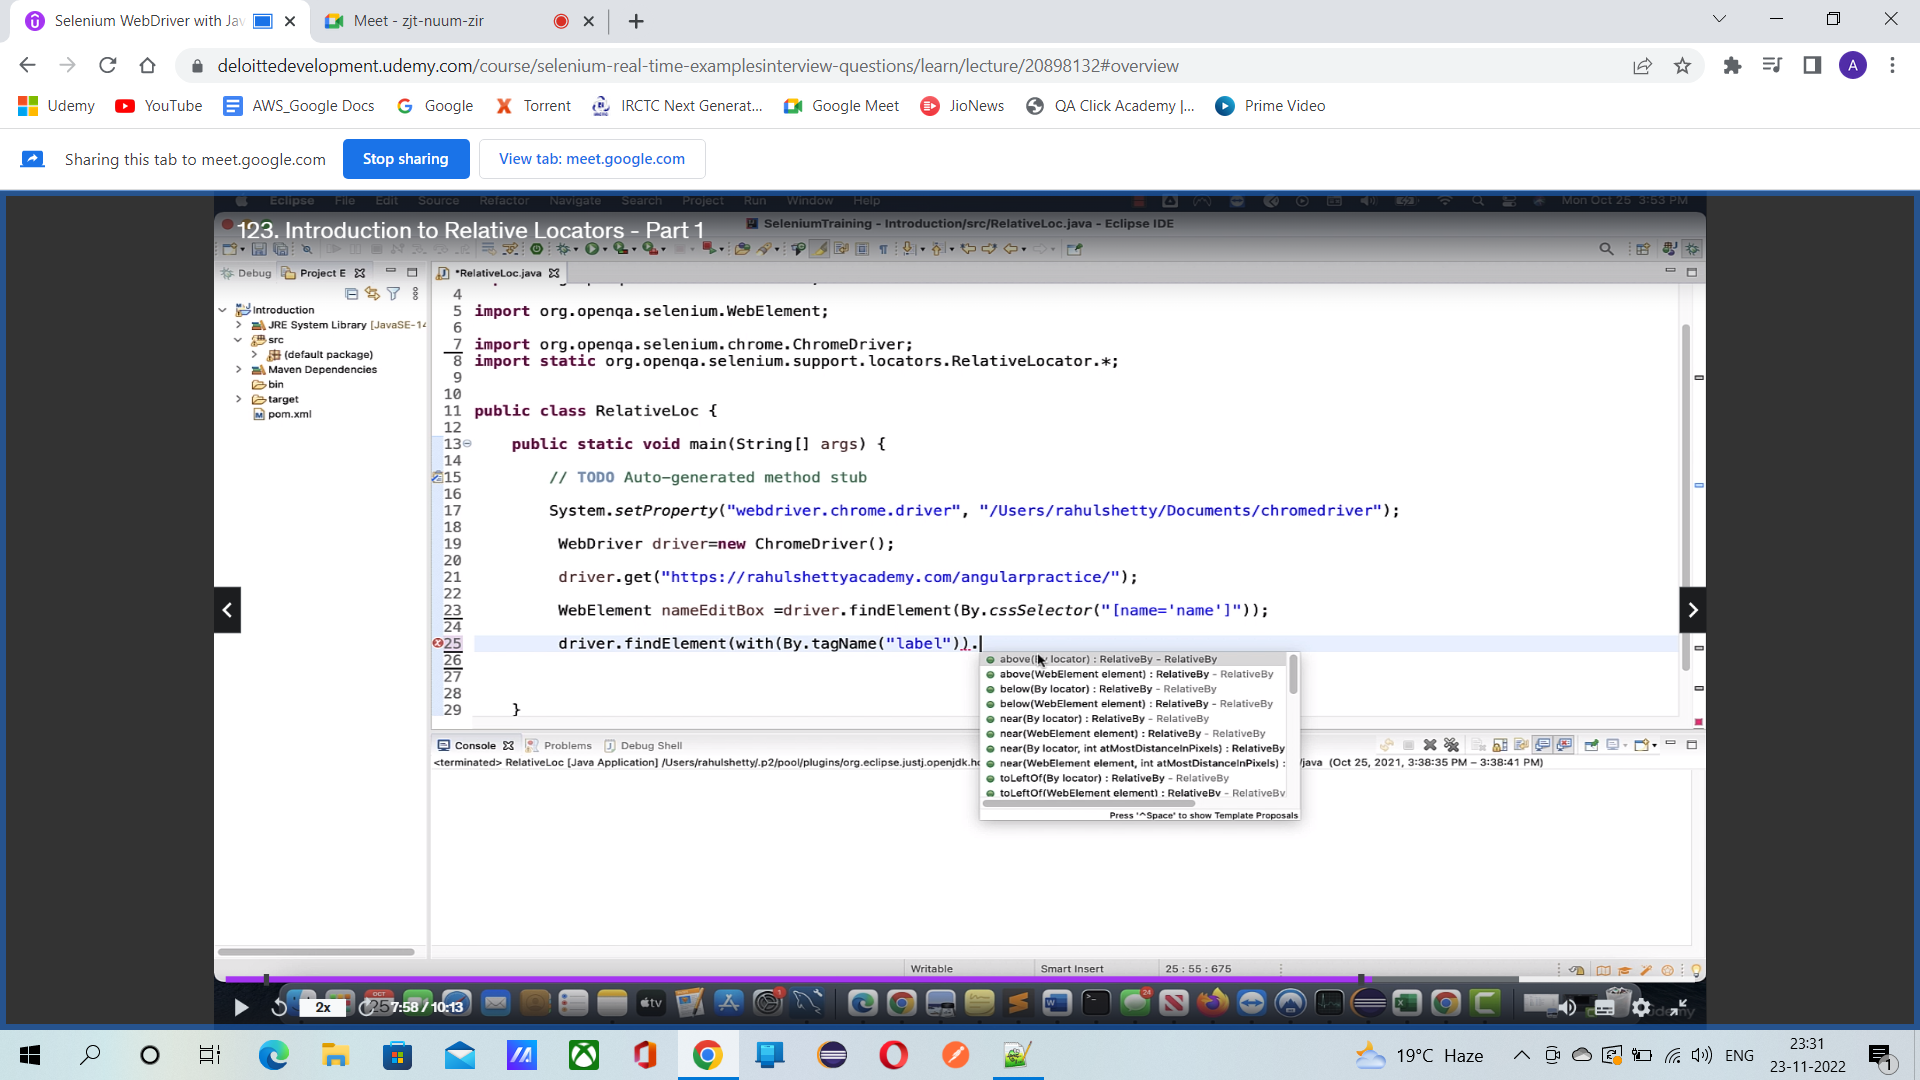 Selenium WebDriver with Jav
Meet - zjt-nuum-zir
deloittedevelopment.udemy.com/course/selenium-real-time-examplesinterview-questions/learn/lecture/20898132#overview
A
Udemy
YouTube
AWS_Google Docs
Google
Torrent
IRCTC Next Generat...
Google Meet
JioNews
QA Click Academy |...
Prime Video
Sharing this tab to meet.google.com
Stop sharing
View tab: meet.google.com
Eclipse File Edit Source Refactor Navigate Search Project Run Window Help
Mon Oct 25 3:53 PM
123. Introduction to Relative Locators - Part 1
SeleniumTraining - Introduction/src/RelativeLoc.java - Eclipse IDE
Debug
Project E
*RelativeLoc.java
Introduction
JRE System Library [JavaSE-14
src
(default package)
Maven Dependencies
bin
target
pom.xml
4
5 import org.openqa.selenium.WebElement;
6
7 import org.openqa.selenium.chrome.ChromeDriver;
8 import static org.openqa.selenium.support.locators.RelativeLocator.*;
9
10
11 public class RelativeLoc {
12
13 public static void main(String[] args) {
14
15 // TODO Auto-generated method stub
16
17 System.setProperty("webdriver.chrome.driver", "/Users/rahulshetty/Documents/chromedriver");
18
19 WebDriver driver=new ChromeDriver();
20
21 driver.get("https://rahulshettyacademy.com/angularpractice/");
22
23 WebElement nameEditBox =driver.findElement(By.cssSelector("[name='name']"));
24
25 driver.findElement(with(By.tagName("label")).
26
27
28
29 }
above(By locator) : RelativeBy - RelativeBy
above(WebElement element) : RelativeBy - RelativeBy
below(By locator) : RelativeBy - RelativeBy
below(WebElement element) : RelativeBy - RelativeBy
near(By locator) : RelativeBy - RelativeBy
near(WebElement element) : RelativeBy - RelativeBy
near(By locator, int atMostDistanceInPixels) : RelativeBy
near(WebElement element, int atMostDistanceInPixels) :
toLeftOf(By locator) : RelativeBy - RelativeBy
toLeftOf(WebElement element) : RelativeBy - RelativeBy
Press '^Space' to show Template Proposals
Console
Problems
Debug Shell
<terminated> RelativeLoc [Java Application] /Users/rahulshetty/.p2/pool/plugins/org.eclipse.justj.openjdk.h /java (Oct 25, 2021, 3:38:35 PM – 3:38:41 PM)
Writable
Smart Insert
25 : 55 : 675
2x
7:58 / 10:13
OCT
tv
24
1
19°C Haze
ENG
23:31
23-11-2022
1